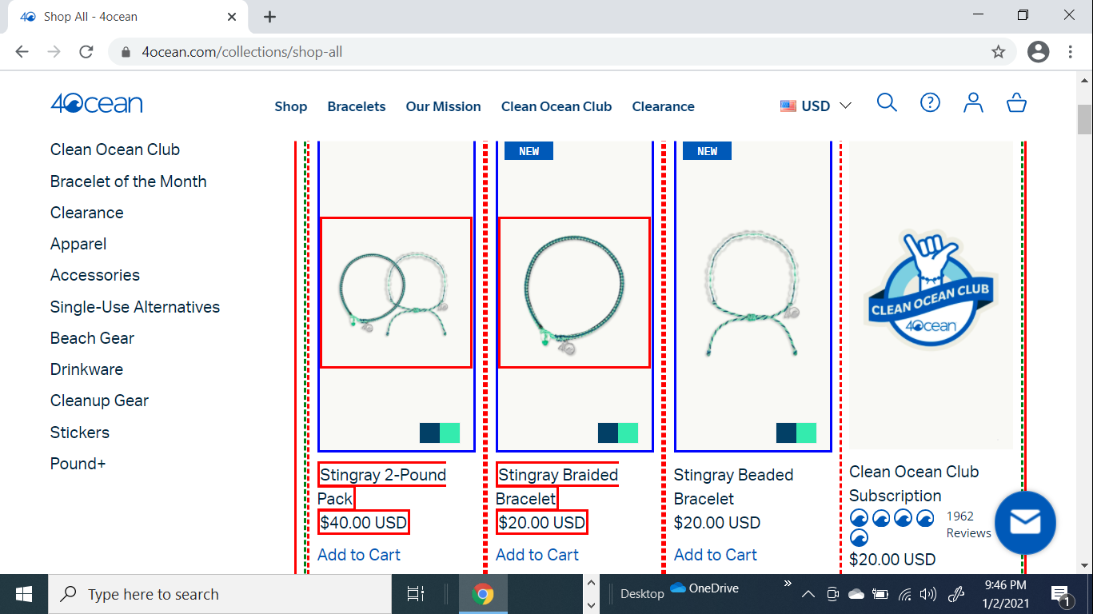 Shop All - 4ocean
4ocean.com/collections/shop-all
4Ocean
Shop
Bracelets
Our Mission
Clean Ocean Club
Clearance
USD
Clean Ocean Club
Bracelet of the Month
Clearance
Apparel
Accessories
Single-Use Alternatives
Beach Gear
Drinkware
Cleanup Gear
Stickers
Pound+
Stingray 2-Pound
Pack
$40.00 USD
Add to Cart
NEW
Stingray Braided
Bracelet
$20.00 USD
Add to Cart
NEW
Stingray Beaded
Bracelet
$20.00 USD
Add to Cart
CLEAN OCEAN CLUB
4ocean
Clean Ocean Club
Subscription
1962
Reviews
$20.00 USD
Type here to search
Desktop
OneDrive
9:46 PM
1/2/2021
1